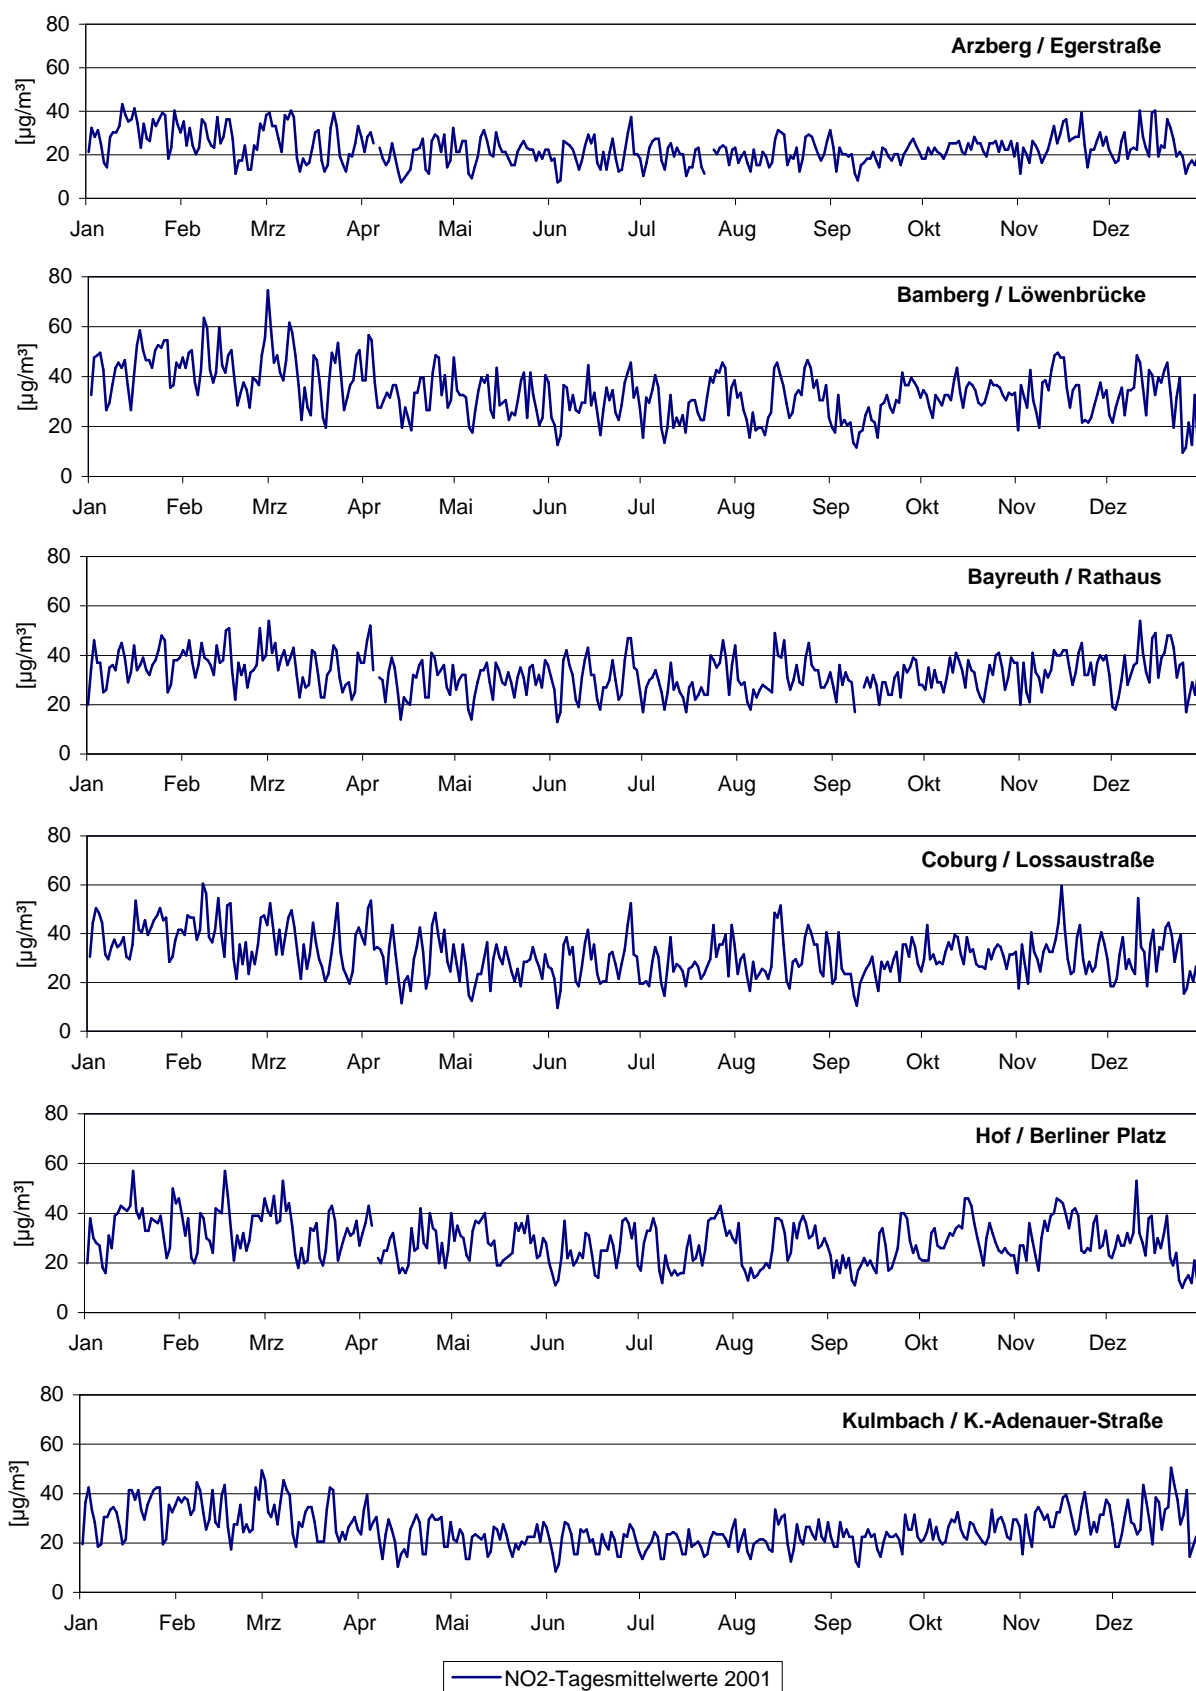 Arzberg / Egerstraße
[µg/m³]
80
60
40
20
0
Jan Feb Mrz Apr Mai Jun Jul Aug Sep Okt Nov Dez
Bamberg / Löwenbrücke
[µg/m³]
80
60
40
20
0
Jan Feb Mrz Apr Mai Jun Jul Aug Sep Okt Nov Dez
Bayreuth / Rathaus
[µg/m³]
80
60
40
20
0
Jan Feb Mrz Apr Mai Jun Jul Aug Sep Okt Nov Dez
Coburg / Lossaustraße
[µg/m³]
80
60
40
20
0
Jan Feb Mrz Apr Mai Jun Jul Aug Sep Okt Nov Dez
Hof / Berliner Platz
[µg/m³]
80
60
40
20
0
Jan Feb Mrz Apr Mai Jun Jul Aug Sep Okt Nov Dez
Kulmbach / K.-Adenauer-Straße
[µg/m³]
80
60
40
20
0
Jan Feb Mrz Apr Mai Jun Jul Aug Sep Okt Nov Dez
NO2-Tagesmittelwerte 2001